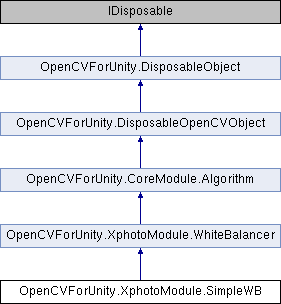 IDisposable
OpenCVForUnity.DisposableObject
OpenCVForUnity.DisposableOpenCVObject
OpenCVForUnity.CoreModule.Algorithm
OpenCVForUnity.XphotoModule.WhiteBalancer
OpenCVForUnity.XphotoModule.SimpleWB